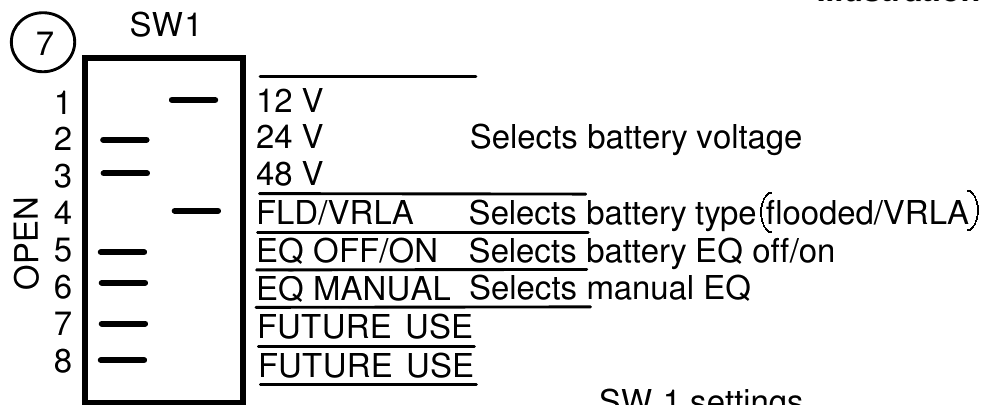 SW1
7
1 12 V
2 24 V Selects battery voltage
3 48 V
OPEN
4 FLD/VRLA Selects battery type(flooded/VRLA)
5 EQ OFF/ON Selects battery EQ off/on
6 EQ MANUAL Selects manual EQ
7 FUTURE USE
8 FUTURE USE
SW 1 settings